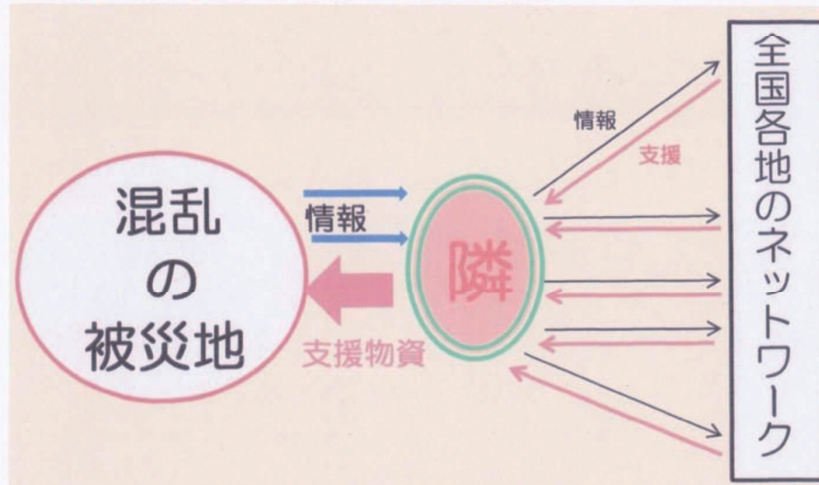 混乱
の
被災地
情報
支援物資
隣
情報
支援
全国各地のネットワーク